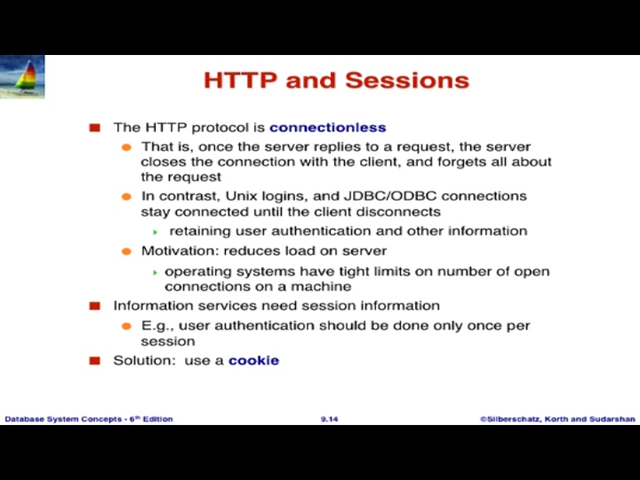 HTTP and Sessions
The HTTP protocol is connectionless
That is, once the server replies to a request, the server
closes the connection with the client, and forgets all about
the request
In contrast, Unix logins, and JDBC/ODBC connections
stay connected until the client disconnects
retaining user authentication and other information
Motivation: reduces load on server
operating systems have tight limits on number of open
connections on a machine
Information services need session information
E.g., user authentication should be done only once per
session
Solution: use a cookie
Database System Concepts - 6th Edition 9.14 ©Silberschatz, Korth and Sudarshan